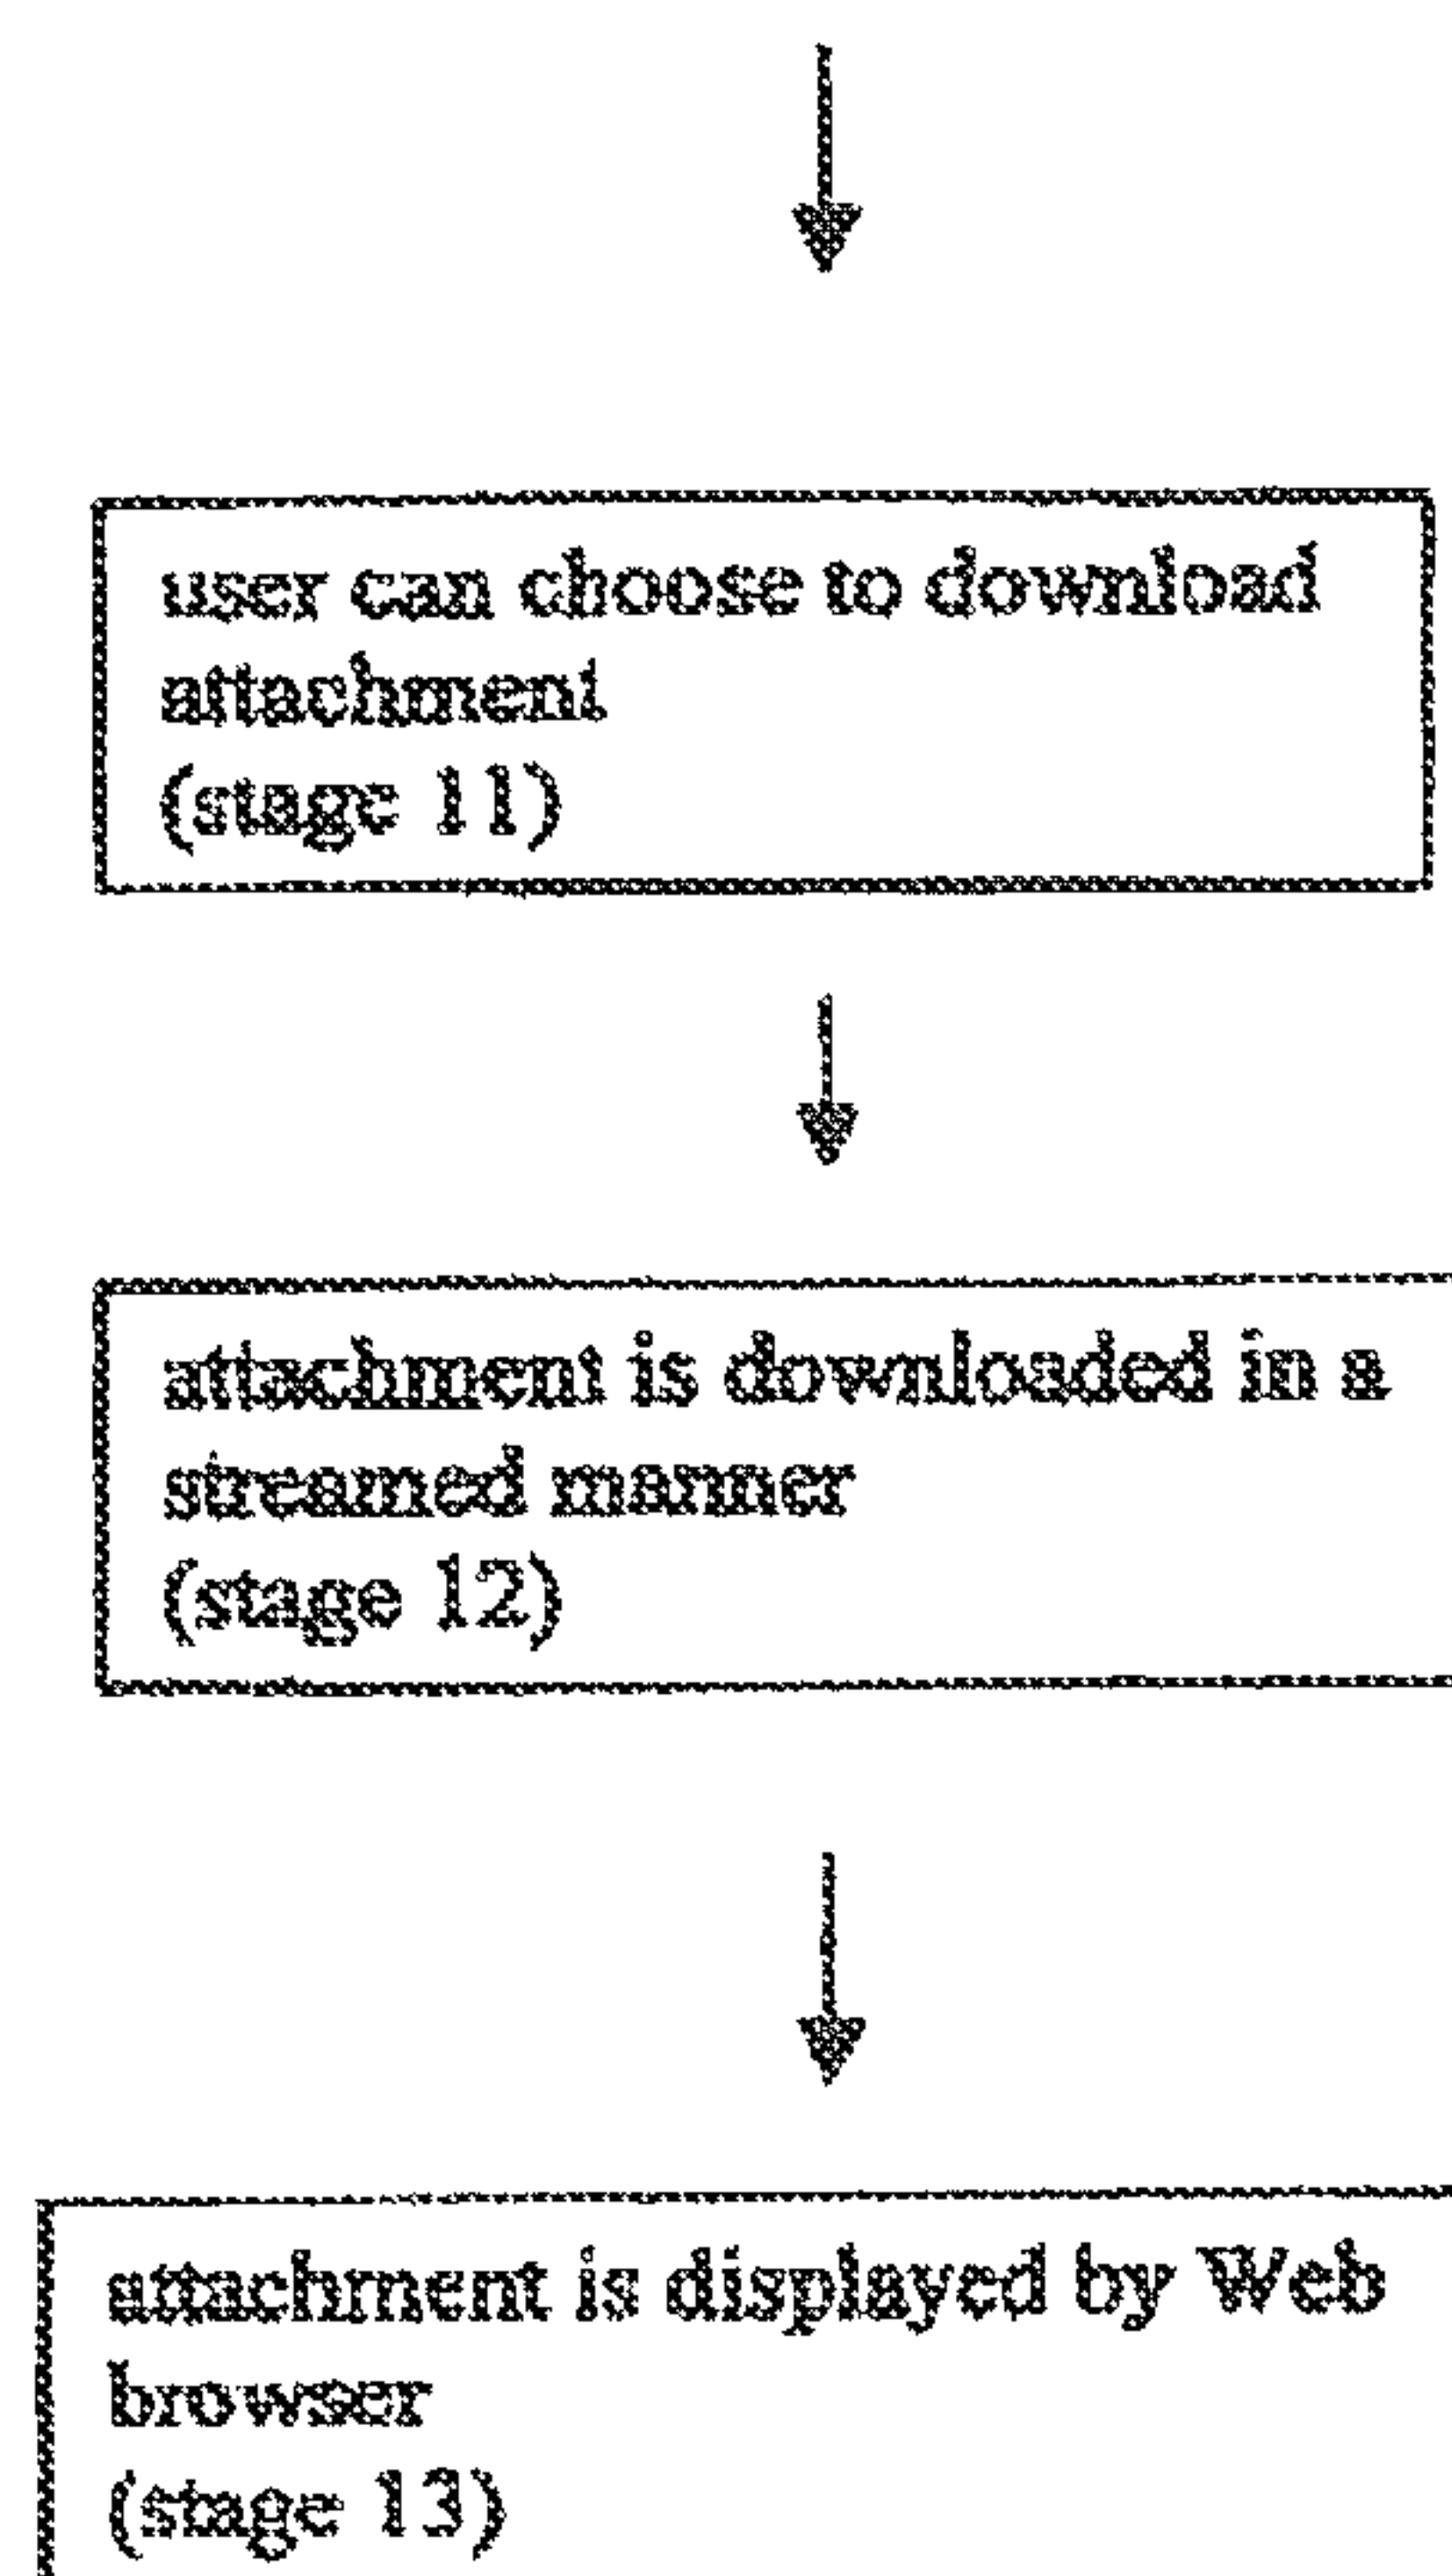 user can choose to download
attachment
(stage 11)
attachment is downloaded in a
streamed manner
(stage 12)
attachment is displayed by Web
browser
(stage 13)